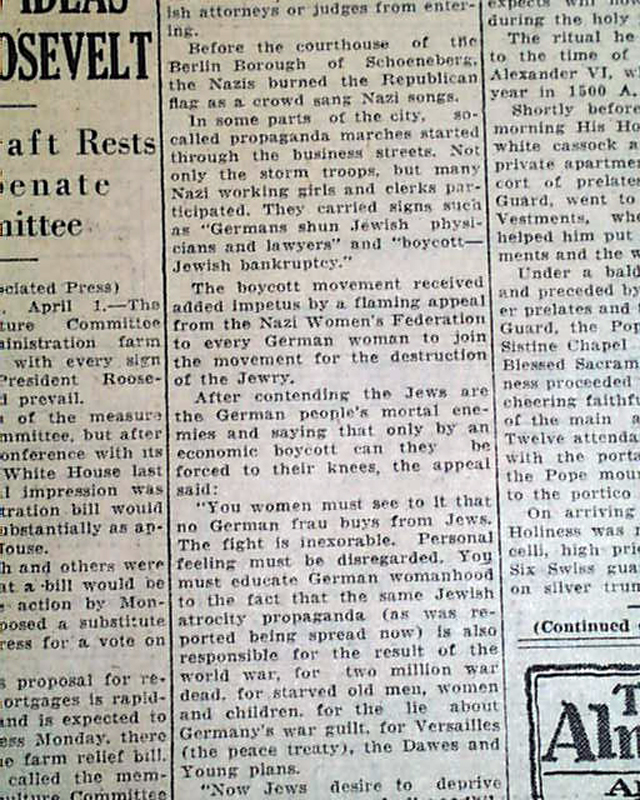 IDEAS
OSEVELT
aft Rests
enate
mittee
ciated Press)
April 1.—The
ture Committee
ministration farm
with every sign
President Roose-
d prevail.
of the measure
mmittee, but after
onference with its
White House last
l impression was
tration bill would
ubstantially as ap-
House.
h and others were
at a bill would be
action by Mon-
posed a substitute
ress for a vote on
s proposal for re-
ortgages is rapid-
and is expected to
ess Monday, there
e farm relief bill.
called the mem-
culture Committee
ish attorneys or judges from enter-
ing.
Before the courthouse of the
Berlin Borough of Schoeneberg,
the Nazis burned the Republican
flag as a crowd sang Nazi songs.
In some parts of the city, so-
called propaganda marches started
through the business streets. Not
only the storm troops, but many
Nazi working girls and clerks par-
ticipated. They carried signs such
as "Germans shun Jewish physi-
cians and lawyers" and "boycott—
Jewish bankruptcy."
The boycott movement received
added impetus by a flaming appeal
from the Nazi Women's Federation
to every German woman to join
the movement for the destruction
of the Jewry.
After contending the Jews are
the German people's mortal ene-
mies and saying that only by an
economic boycott can they be
forced to their knees, the appeal
said:
"You women must see to it that
no German frau buys from Jews.
The fight is inexorable. Personal
feeling must be disregarded. You
must educate German womanhood
to the fact that the same Jewish
atrocity propaganda (as was re-
ported being spread now) is also
responsible for the result of the
world war, for two million war
dead, for starved old men, women
and children, for the lie about
Germany's war guilt, for Versailles
(the peace treaty), the Dawes and
Young plans.
"Now Jews desire to deprive
expects will
during the holy
The ritual he
to the time of
Alexander VI, w
year in 1500 A.
Shortly before
morning His Ho
white cassock a
private apartme
cort of prelates
Guard, went to
Vestments, wh
helped him put
ments and the w
Under a bald
and preceded by
er prelates and
Guard, the Pop
Sistine Chapel
Blessed Sacram
ness proceeded
cheering faithfu
of the main a
Twelve attenda
with the porta
the Pope moun
to the portico
On arriving
Holiness was
celli, high pri
Six Swiss gua
on silver trum
(Continued
T
Alm
A